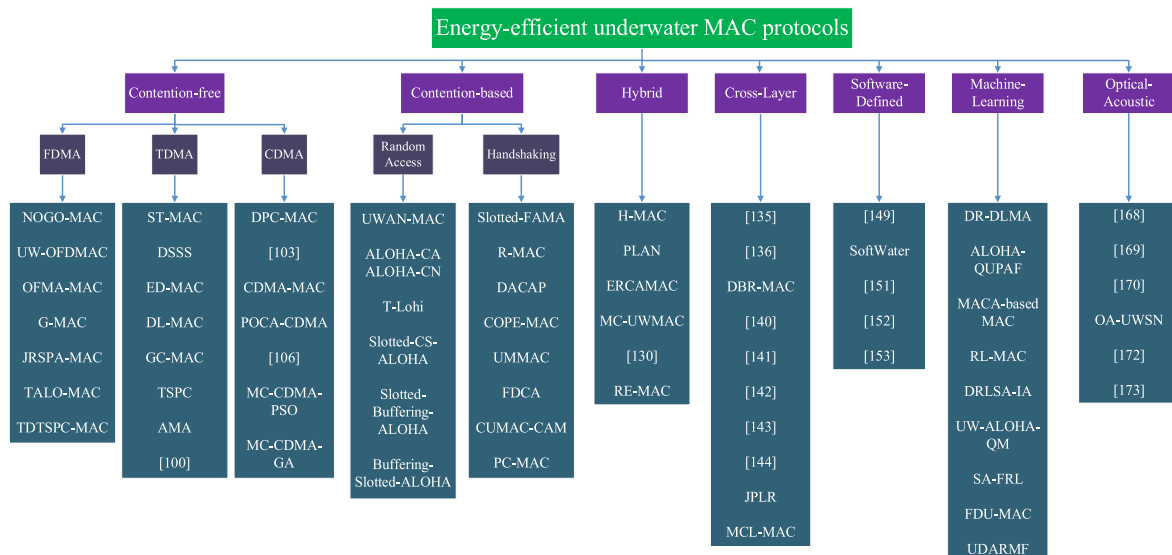 Energy-efficient underwater MAC protocols
Contention-free
Contention-based
Hybrid
Cross-Layer
Software-
Defined
Machine-
Learning
Optical-
Acoustic
FDMA
TDMA
CDMA
Random
Access
Handshaking
NOGO-MAC
UW-OFDMAC
OFMA-MAC
G-MAC
JRSPA-MAC
TALO-MAC
TDTSPC-MAC
ST-MAC
DSSS
ED-MAC
DL-MAC
GC-MAC
TSPC
AMA
[100]
DPC-MAC
[103]
CDMA-MAC
POCA-CDMA
[106]
MC-CDMA-
PSO
MC-CDMA-
GA
UWAN-MAC
ALOHA-CA
ALOHA-CN
T-Lohi
Slotted-CS-
ALOHA
Slotted-
Buffering-
ALOHA
Buffering-
Slotted-ALOHA
Slotted-FAMA
R-MAC
DACAP
COPE-MAC
UMMAC
FDCA
CUMAC-CAM
PC-MAC
H-MAC
PLAN
ERCAMAC
MC-UWMAC
[130]
RE-MAC
[135]
[136]
DBR-MAC
[140]
[141]
[142]
[143]
[144]
JPLR
MCL-MAC
[149]
SoftWater
[151]
[152]
[153]
DR-DLMA
ALOHA-
QUPAF
MACA-based
MAC
RL-MAC
DRLSA-IA
UW-ALOHA-
QM
SA-FRL
FDU-MAC
UDARMF
[168]
[169]
[170]
OA-UWSN
[172]
[173]